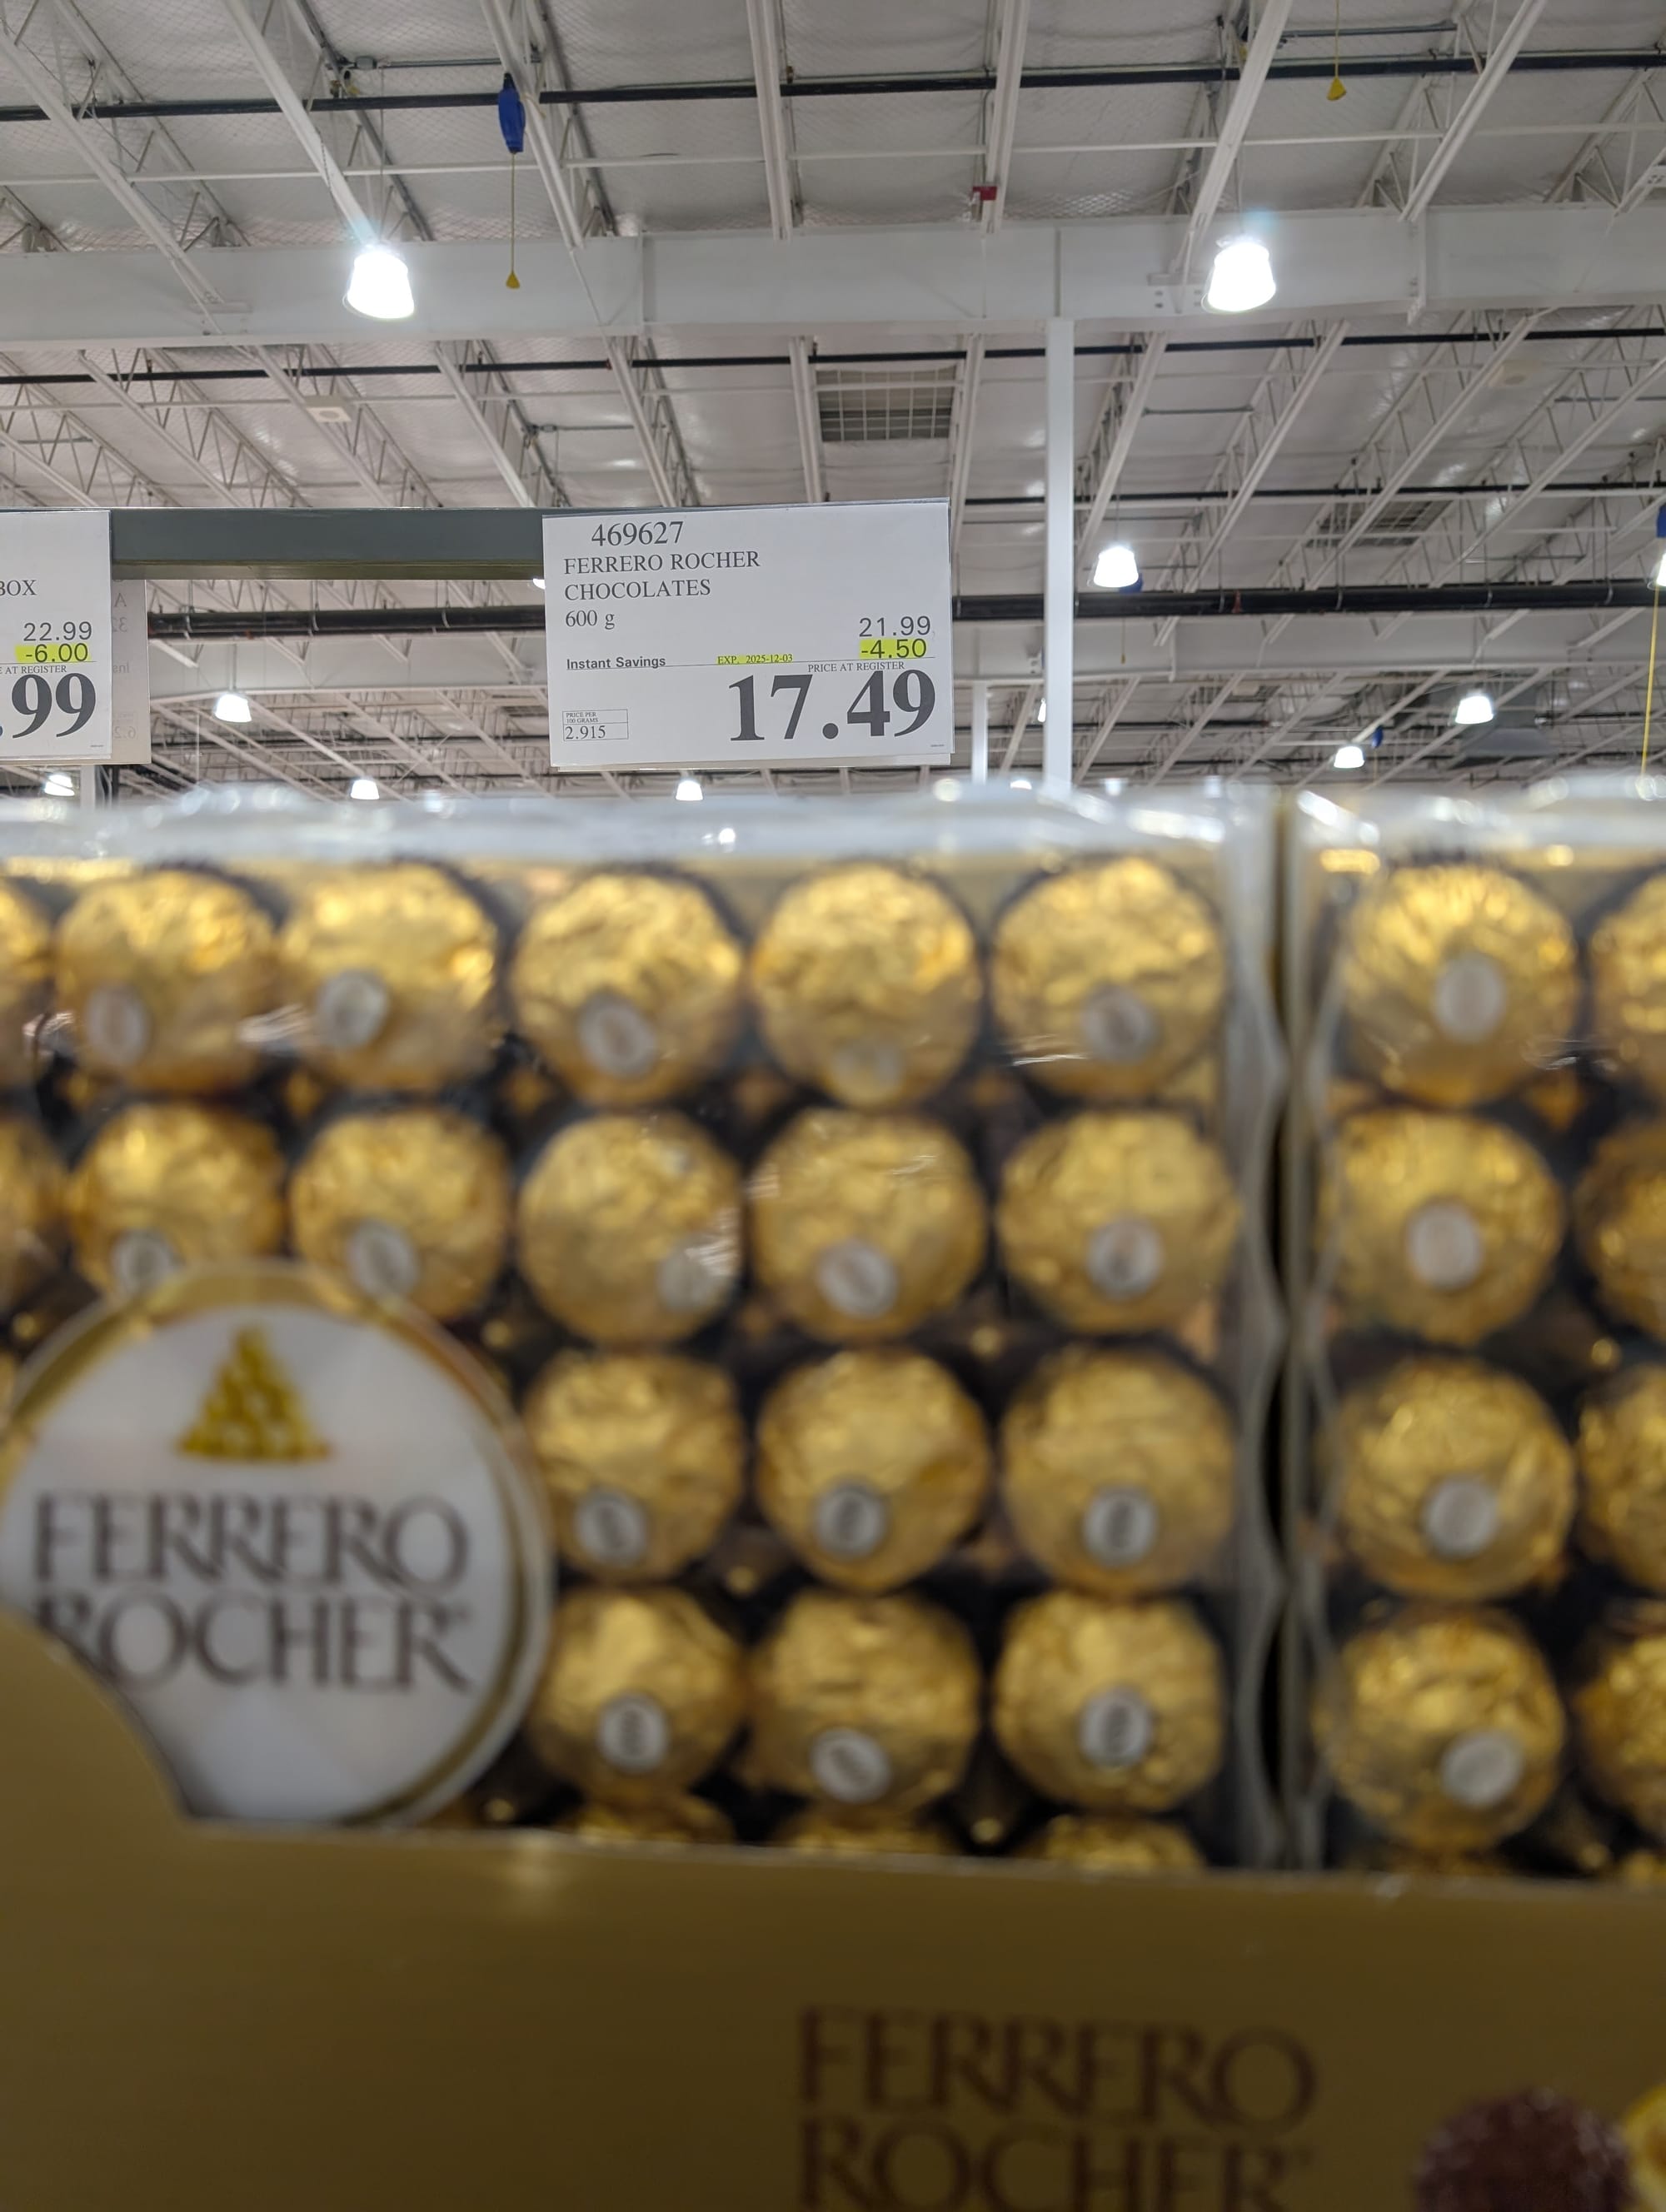 BOX
22.99
-6.00
AT REGISTER
.99
469627
FERRERO ROCHER
CHOCOLATES
600 g
21.99
-4.50
Instant Savings EXP. 2025-12-03 PRICE AT REGISTER
17.49
PRICE PER
100 GRAMS
2.915
FERRERO
ROCHER
FERRERO
ROCHER